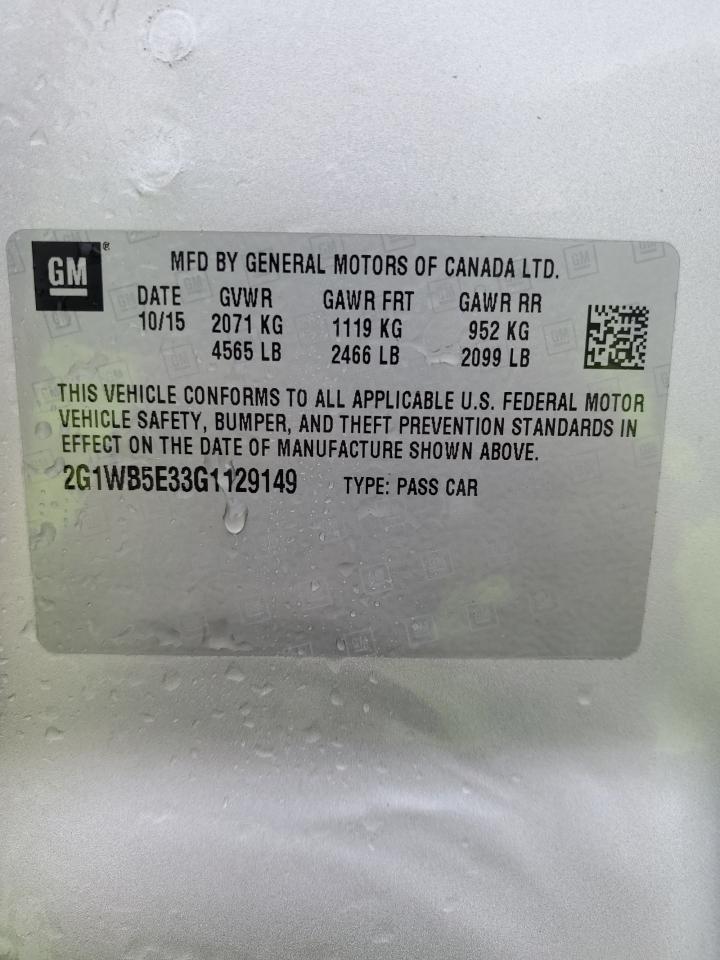 GM®
MFD BY GENERAL MOTORS OF CANADA LTD.
DATE GVWR GAWR FRT GAWR RR
10/15 2071 KG 1119 KG 952 KG
4565 LB 2466 LB 2099 LB
THIS VEHICLE CONFORMS TO ALL APPLICABLE U.S. FEDERAL MOTOR
VEHICLE SAFETY, BUMPER, AND THEFT PREVENTION STANDARDS IN
EFFECT ON THE DATE OF MANUFACTURE SHOWN ABOVE.
2G1WB5E33G1129149 TYPE: PASS CAR